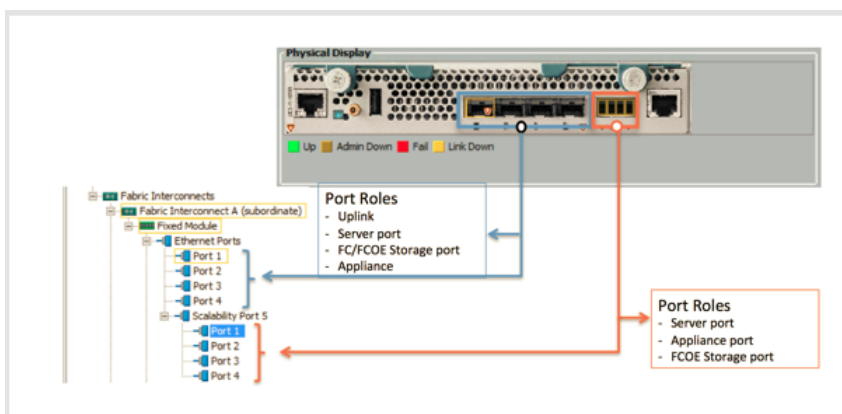 Physical Display
Up Admin Down Fail Link Down
Fabric Interconnects
Fabric Interconnect A (subordinate)
Fixed Module
Ethernet Ports
Port 1
Port 2
Port 3
Port 4
Scalability Port 5
Port 1
Port 2
Port 3
Port 4
Port Roles
- Uplink
- Server port
- FC/FCOE Storage port
- Appliance
Port Roles
- Server port
- Appliance port
- FCOE Storage port